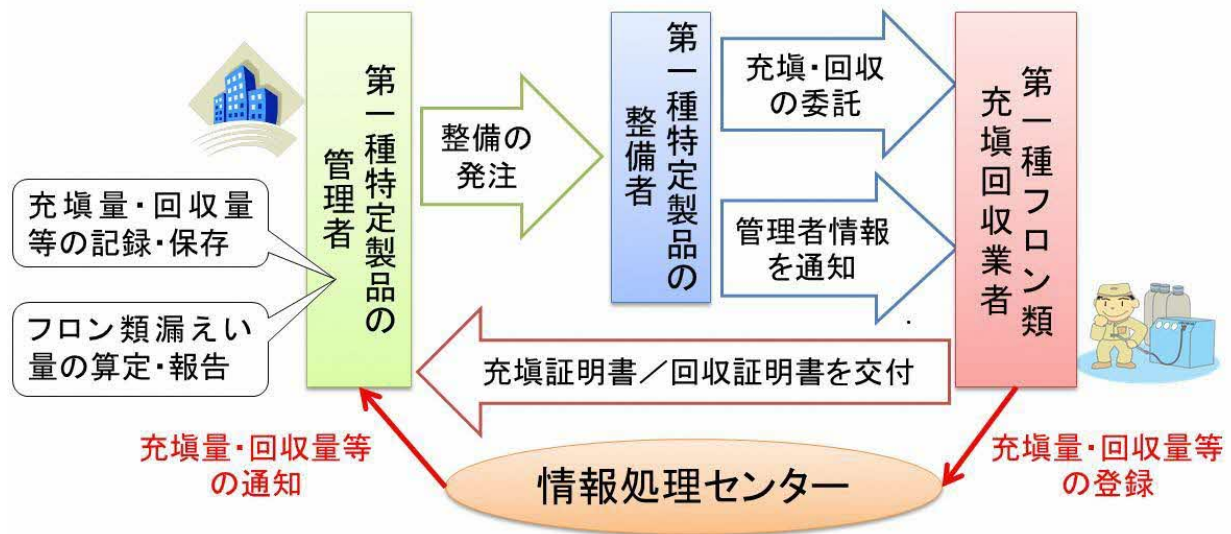 第一種特定製品の
管理者
整備の
発注
第一種特定製品の
整備者
充塡・回収
の委託
管理者情報
を通知
第一種フロン類
充塡回収業者
充塡量・回収量
等の記録・保存
フロン類漏えい
量の算定・報告
充塡証明書／回収証明書を交付
充塡量・回収量等
の通知
情報処理センター
充塡量・回収量等
の登録